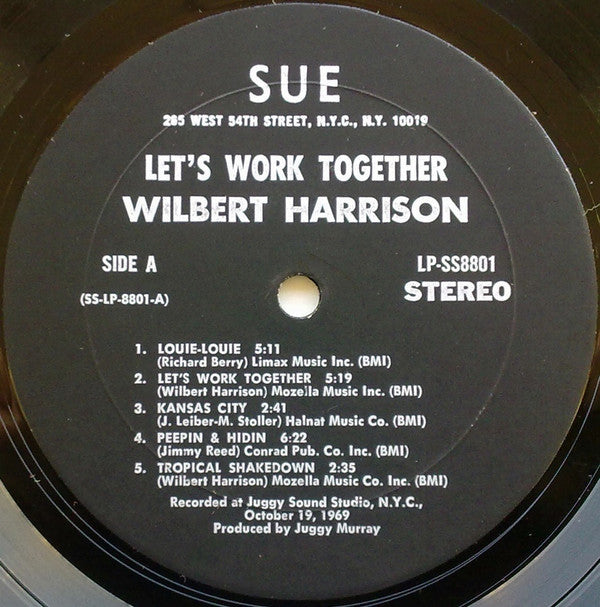 SUE
265 WEST 54TH STREET, N.Y.C., N.Y. 10019
LET'S WORK TOGETHER
WILBERT HARRISON
SIDE A
LP-SS8801
(SS-LP-8801-A)
STEREO
1. LOUIE-LOUIE 5:11
(Richard Berry) Limax Music Inc. (BMI)
2. LET'S WORK TOGETHER 5:19
(Wilbert Harrison) Mozella Music Inc. (BMI)
3. KANSAS CITY 2:41
(J. Leiber-M. Stoller) Halnat Music Co. (BMI)
4. PEEPIN & HIDIN 6:22
(Jimmy Reed) Conrad Pub. Co. Inc. (BMI)
5. TROPICAL SHAKEDOWN 2:35
(Wilbert Harrison) Mozella Music Co. Inc. (BMI)
Recorded at Juggy Sound Studio, N.Y.C.,
October 19, 1969
Produced by Juggy Murray